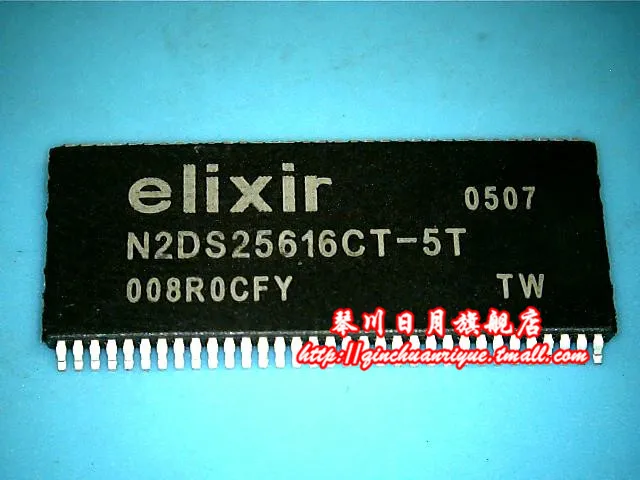 elixir 0507
N2DS25616CT-5T
008R0CFY TW
琴川日月旗舰店
http://qinchuanriyue.tmall.com